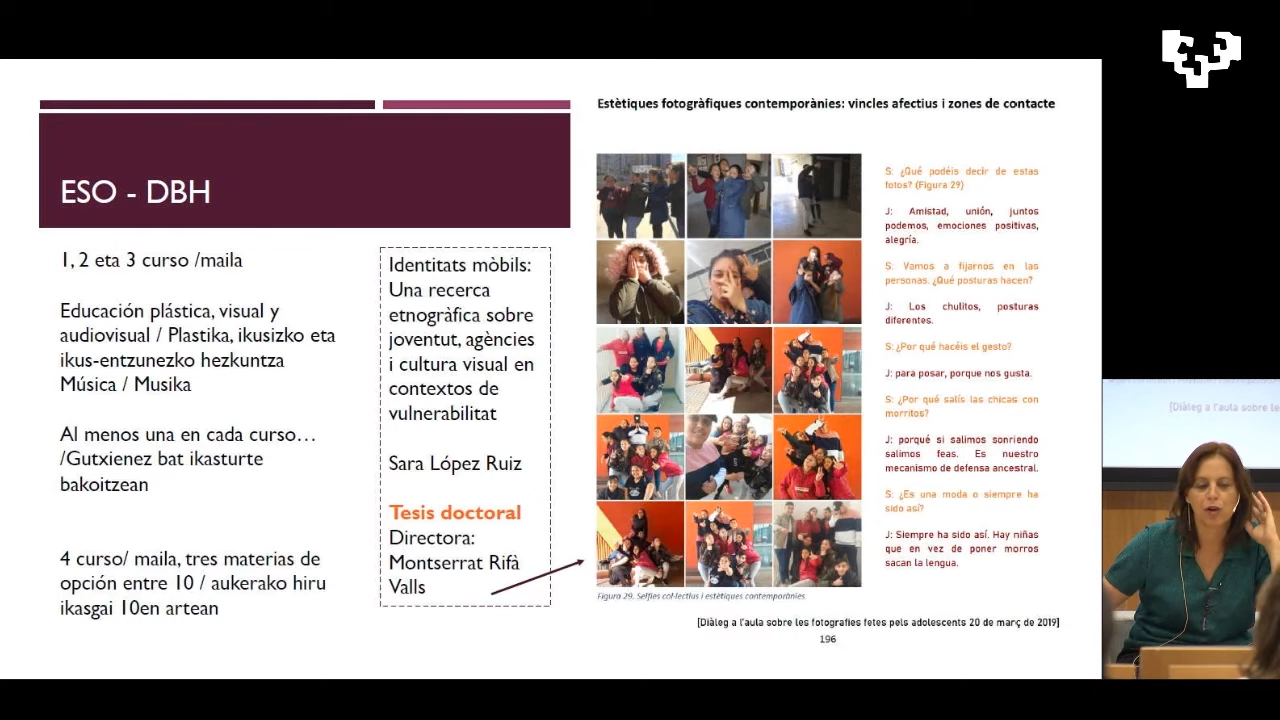 ESO - DBH
1, 2 eta 3 curso /maila
Educación plástica, visual y
audiovisual / Plastika, ikusizko eta
ikus-entzunezko hezkuntza
Música / Musika
Al menos una en cada curso…
/Gutxienez bat ikasturte
bakoitzean
4 curso/ maila, tres materias de
opción entre 10 / aukerako hiru
ikasgai 10en artean
Identitats mòbils:
Una recerca
etnogràfica sobre
joventut, agències
i cultura visual en
contextos de
vulnerabilitat
Sara López Ruiz
Tesis doctoral
Directora:
Montserrat Rifà
Valls
Estètiques fotogràfiques contemporànies: vincles afectius i zones de contacte
S: ¿Qué podéis decir de estas
fotos? (Figura 29)
J: Amistad, unión, juntos
podemos, emociones positivas,
alegría.
S: Vamos a fijarnos en las
personas. ¿Qué posturas hacen?
J: Los chulitos, posturas
diferentes.
S: ¿Por qué hacéis el gesto?
J: para posar, porque nos gusta.
S: ¿Por qué salís las chicas con
morritos?
J: porqué si salimos sonriendo
salimos feas. Es nuestro
mecanismo de defensa ancestral.
S: ¿Es una moda o siempre ha
sido así?
J: Siempre ha sido así. Hay niñas
que en vez de poner morros
sacan la lengua.
Figura 29. Selfies col·lectius i estètiques contemporànies
[Diàleg a l'aula sobre les fotografies fetes pels adolescents 20 de març de 2019]
196
[Diàleg a l'aula sobre le